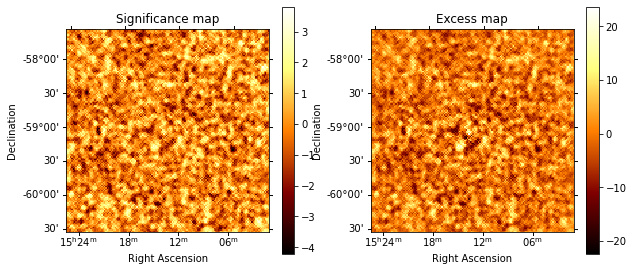 Significance map
Excess map
Declination
-58°00'
30'
-59°00'
30'
-60°00'
30'
15ʰ24ᵐ
18ᵐ
12ᵐ
06ᵐ
Right Ascension
3
2
1
0
−1
−2
−3
−4
Declination
-58°00'
30'
-59°00'
30'
-60°00'
30'
15ʰ24ᵐ
18ᵐ
12ᵐ
06ᵐ
Right Ascension
20
10
0
−10
−20